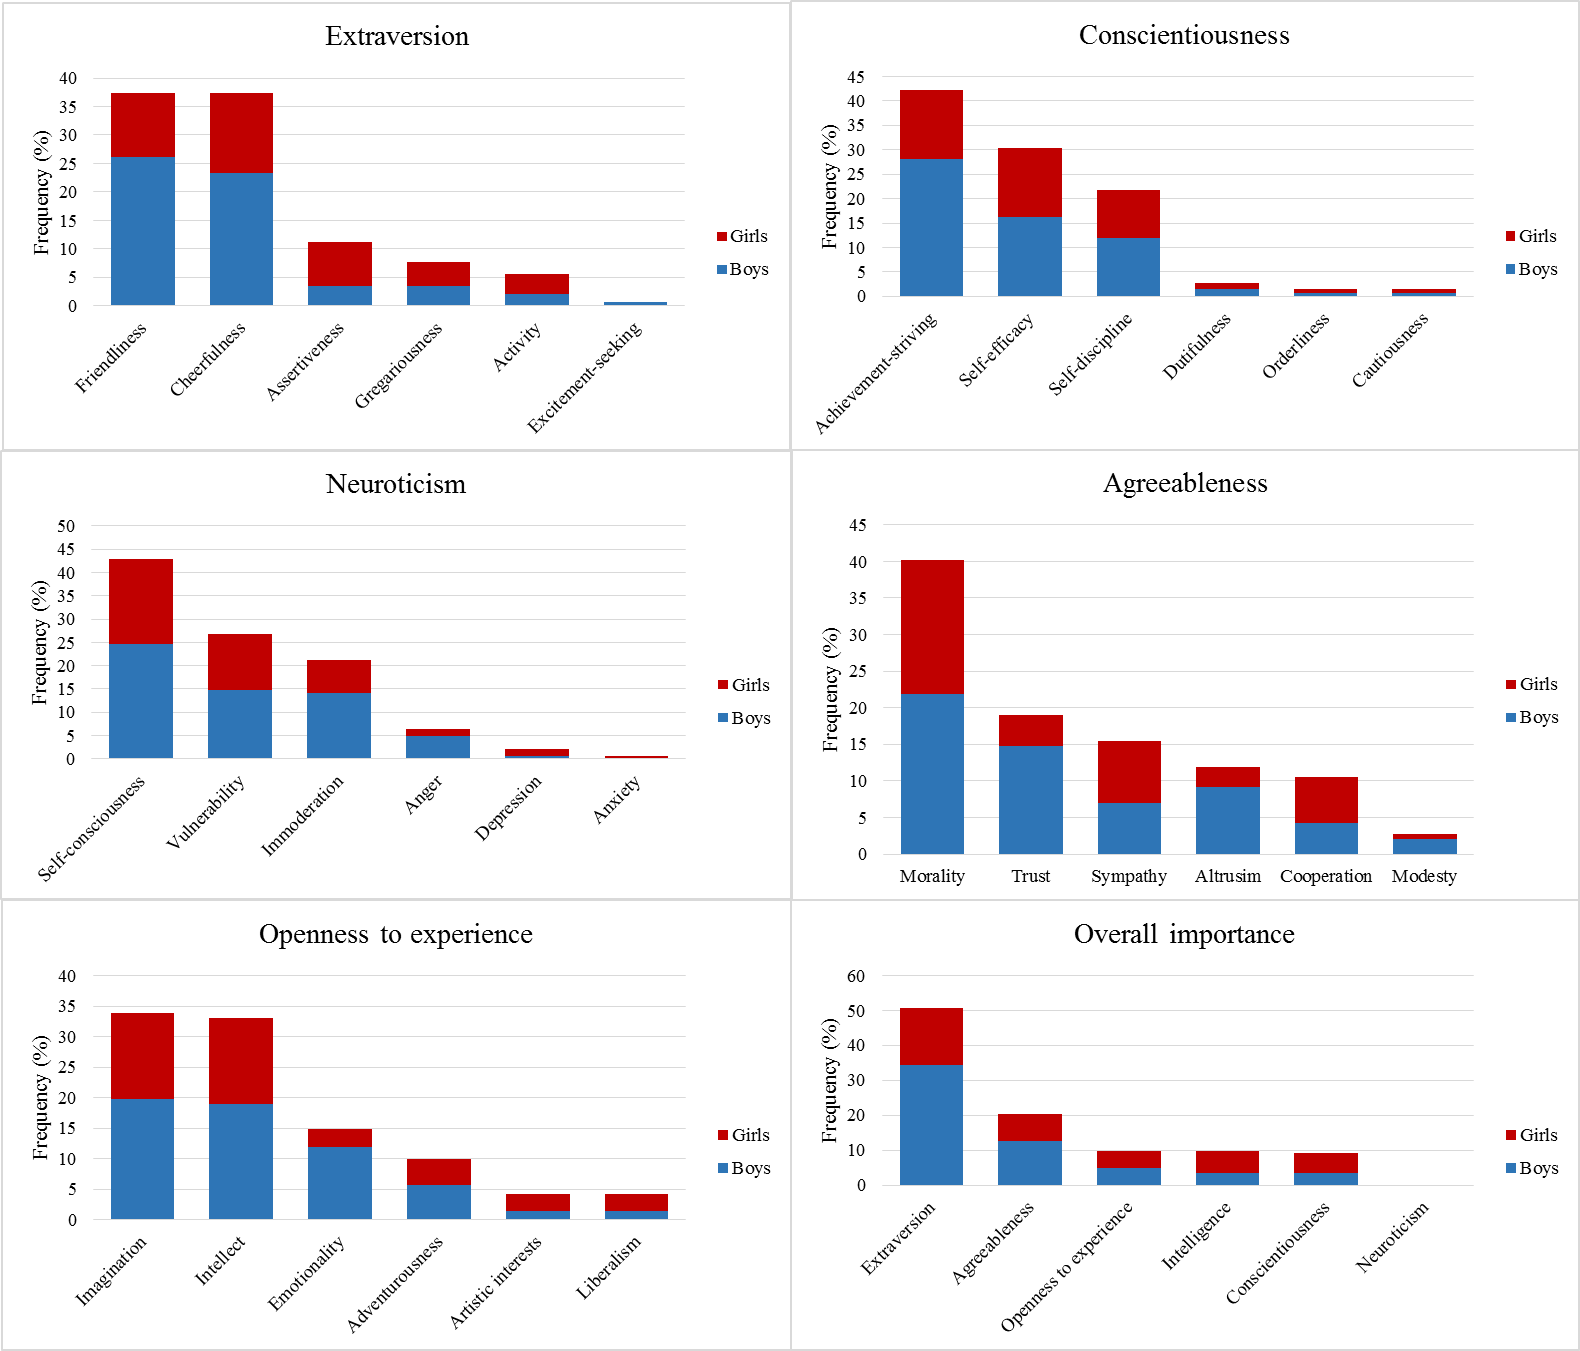 Extraversion
Frequency (%)
40
35
30
25
20
15
10
5
0
Friendliness
Cheerfulness
Assertiveness
Gregariousness
Activity
Excitement-seeking
Girls
Boys
Conscientiousness
Frequency (%)
45
40
35
30
25
20
15
10
5
0
Achievement-striving
Self-efficacy
Self-discipline
Dutifulness
Orderliness
Cautiousness
Girls
Boys
Neuroticism
Frequency (%)
50
45
40
35
30
25
20
15
10
5
0
Self-consciousness
Vulnerability
Immoderation
Anger
Depression
Anxiety
Girls
Boys
Agreeableness
Frequency (%)
45
40
35
30
25
20
15
10
5
0
Morality
Trust
Sympathy
Altrusim
Cooperation
Modesty
Girls
Boys
Openness to experience
Frequency (%)
40
35
30
25
20
15
10
5
0
Imagination
Intellect
Emotionality
Adventurousness
Artistic interests
Liberalism
Girls
Boys
Overall importance
Frequency (%)
60
50
40
30
20
10
0
Extraversion
Agreeableness
Openness to experience
Intelligence
Conscientiousness
Neuroticism
Girls
Boys